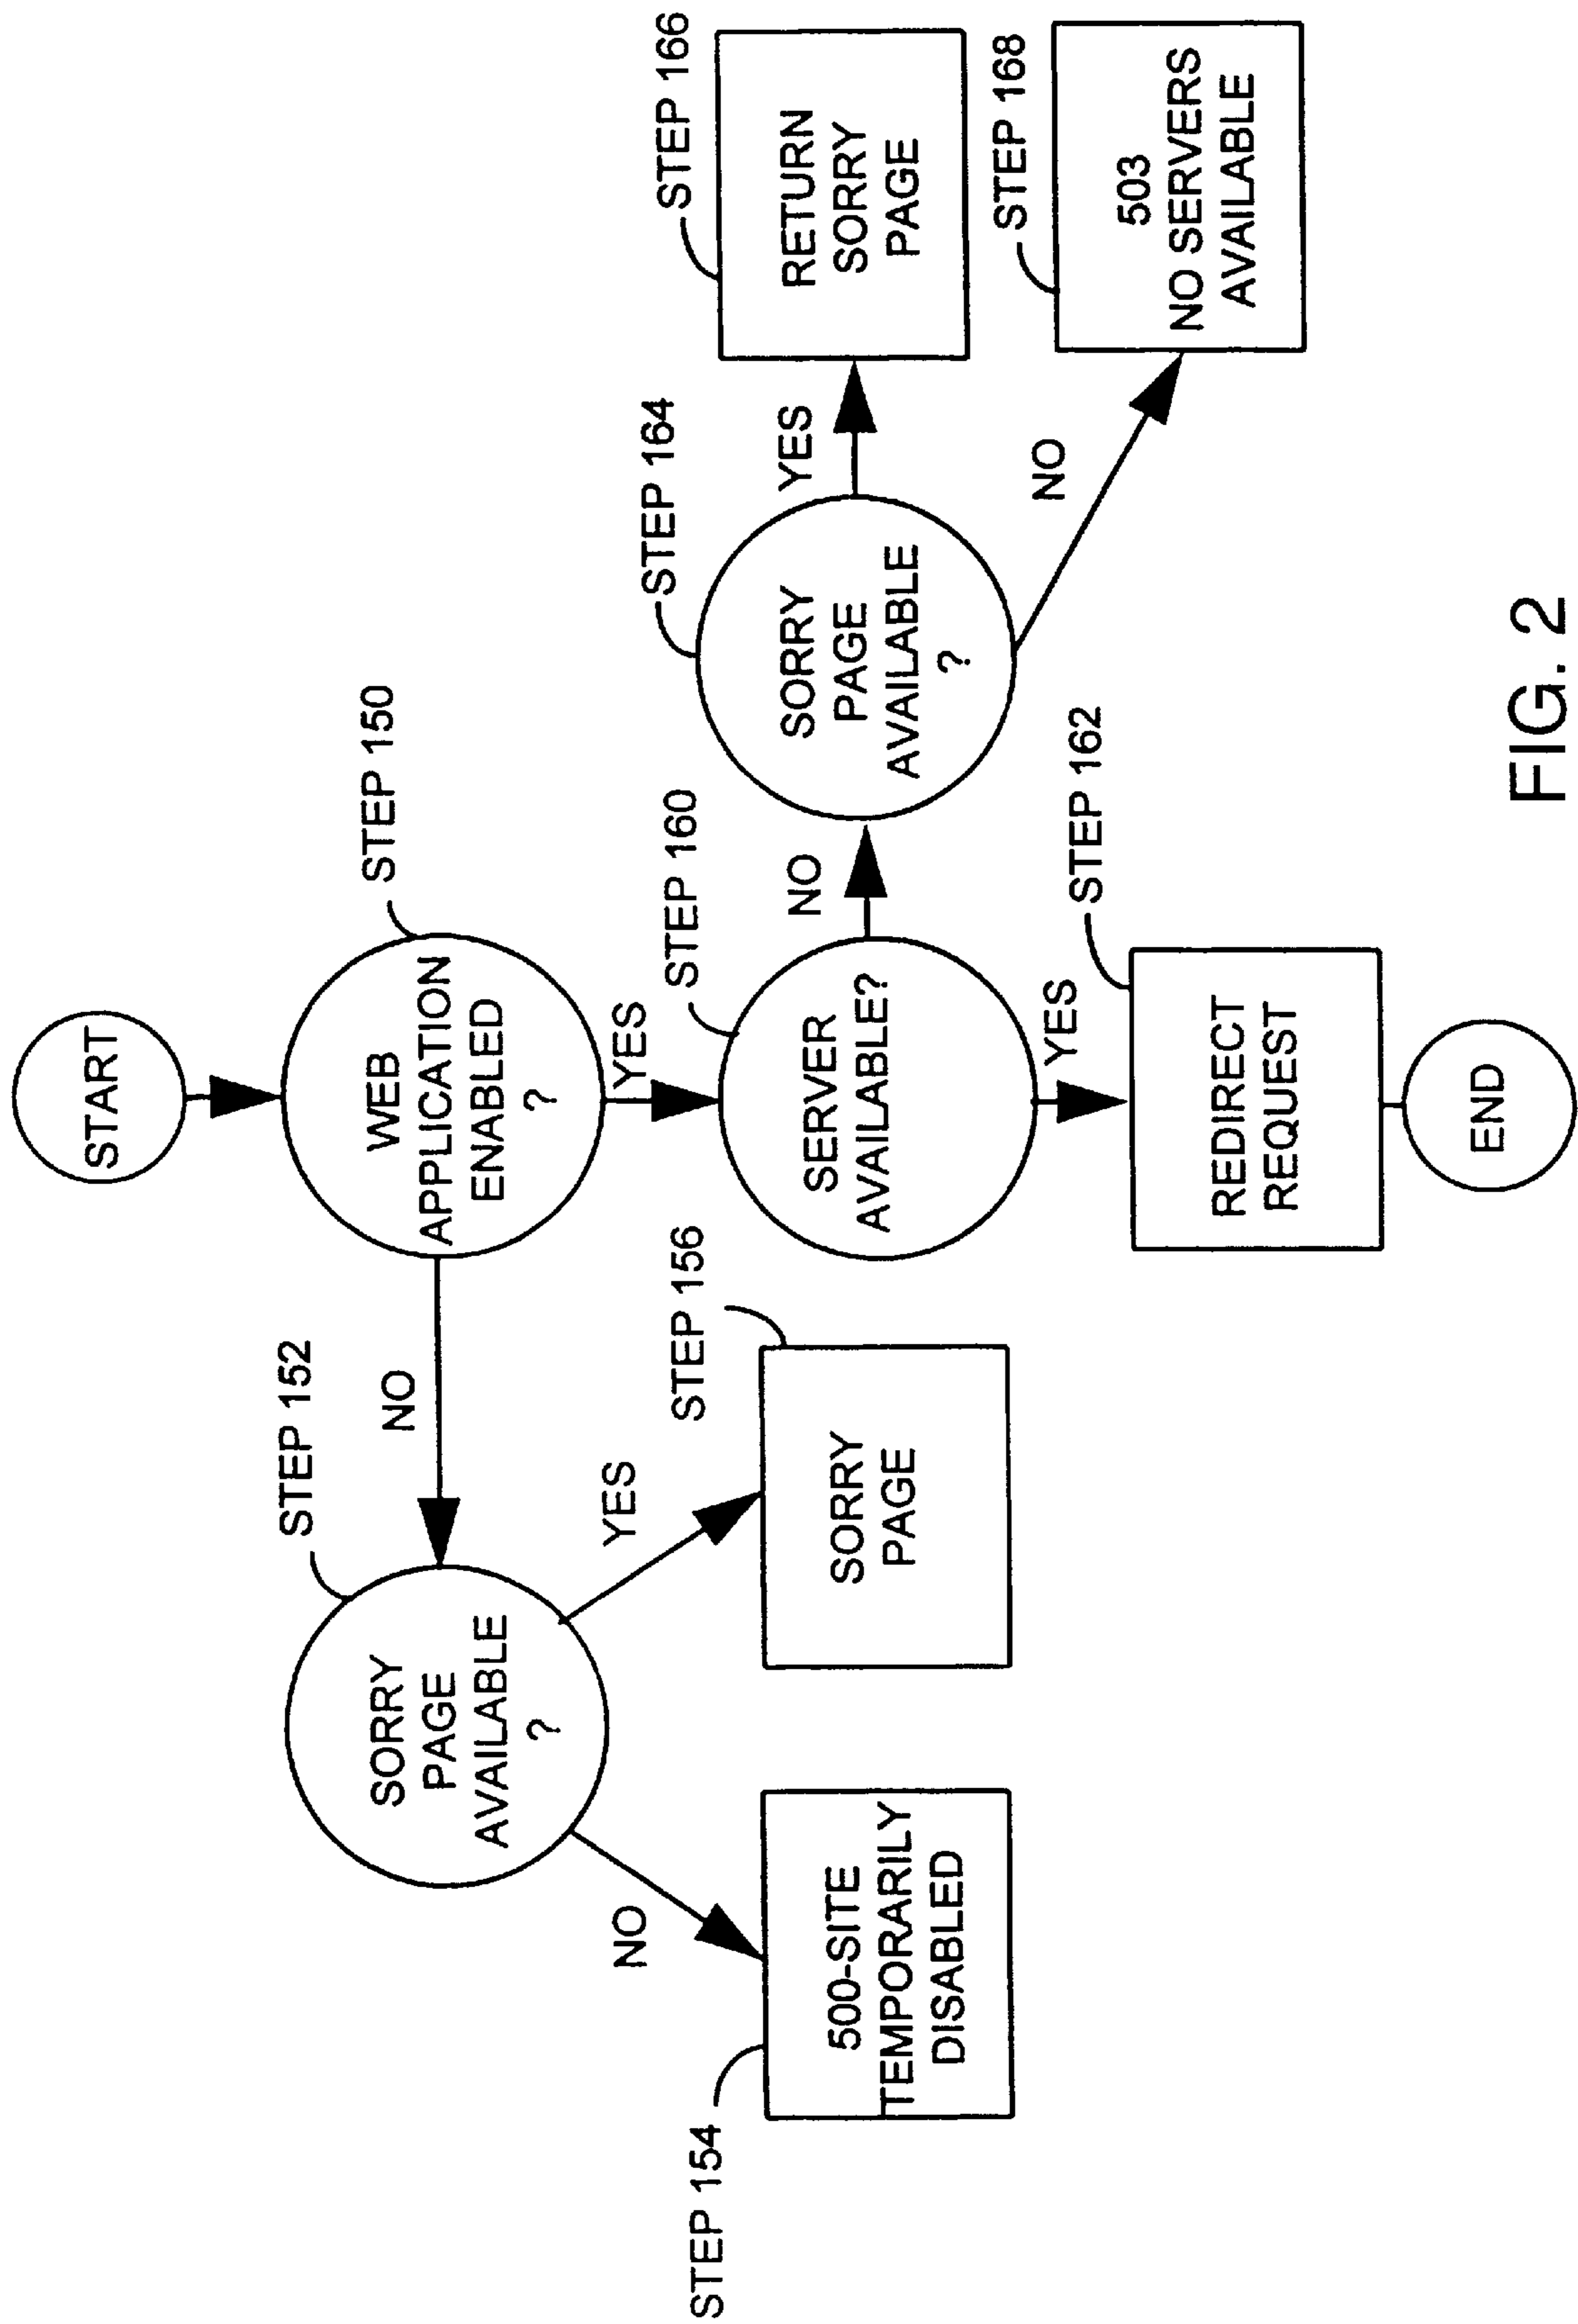 START
STEP 150
WEB
APPLICATION
ENABLED
?
NO
YES
STEP 152
SORRY
PAGE
AVAILABLE
?
NO
YES
STEP 154
500-SITE
TEMPORARILY
DISABLED
STEP 156
SORRY
PAGE
STEP 160
SERVER
AVAILABLE?
NO
YES
STEP 164
SORRY
PAGE
AVAILABLE
?
YES
NO
STEP 166
RETURN
SORRY
PAGE
STEP 168
503
NO SERVERS
AVAILABLE
STEP 162
REDIRECT
REQUEST
END
FIG. 2